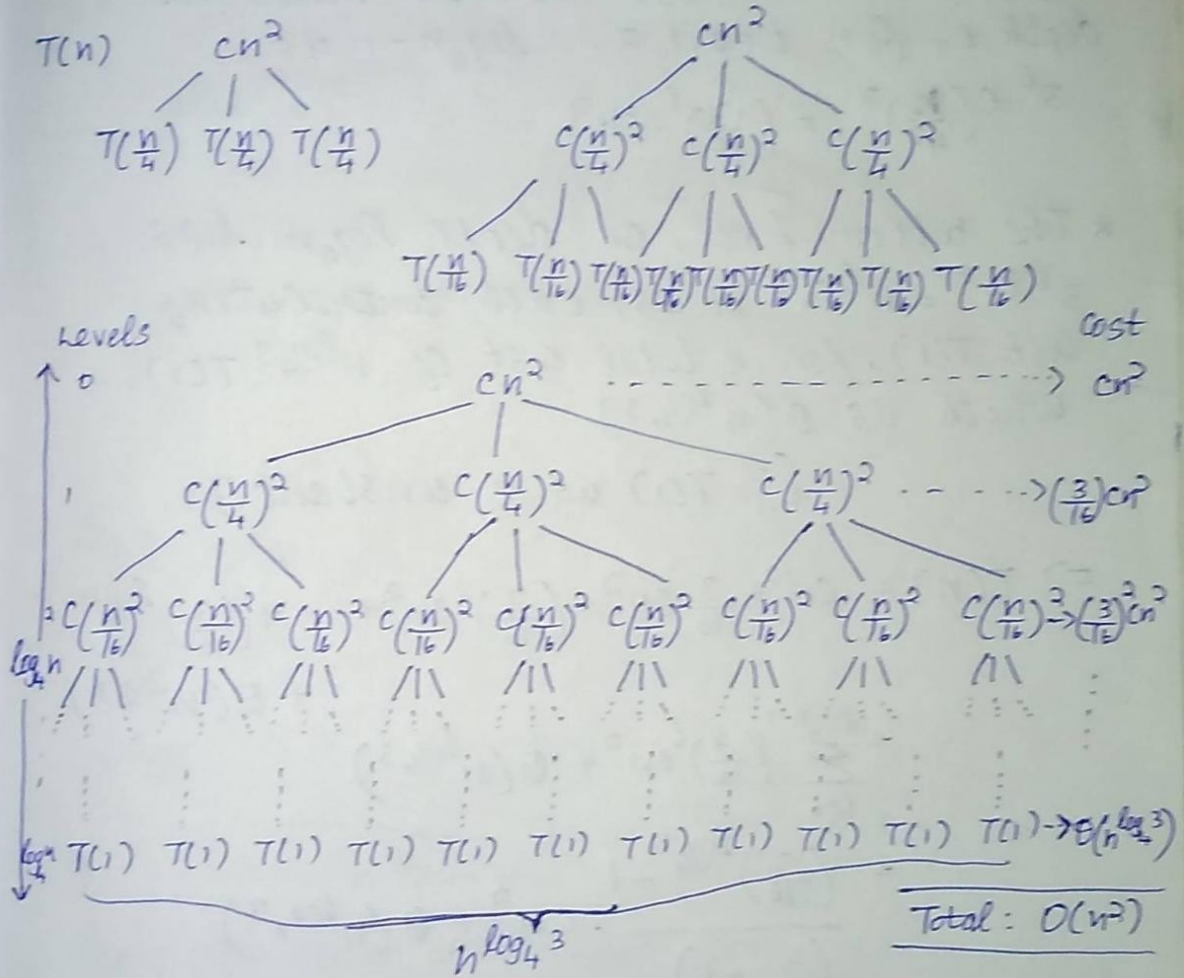 T(n) cn² cn²
T(n/4) T(n/4) T(n/4) c(n/4)² c(n/4)² c(n/4)²
T(n/16) T(n/16) T(n/16) T(n/16) T(n/16) T(n/16) T(n/16) T(n/16) T(n/16)
Levels cost
0 cn² -> cn²
1 c(n/4)² c(n/4)² c(n/4)² -> (3/16)cn²
2 c(n/16)² c(n/16)² c(n/16)² c(n/16)² c(n/16)² c(n/16)² c(n/16)² c(n/16)² c(n/16)² -> (3/16)²cn²
log₄n
log₄n T(1) T(1) T(1) T(1) T(1) T(1) T(1) T(1) T(1) T(1) T(1) -> Θ(n^log₄3)
n^log₄3
Total: O(n²)